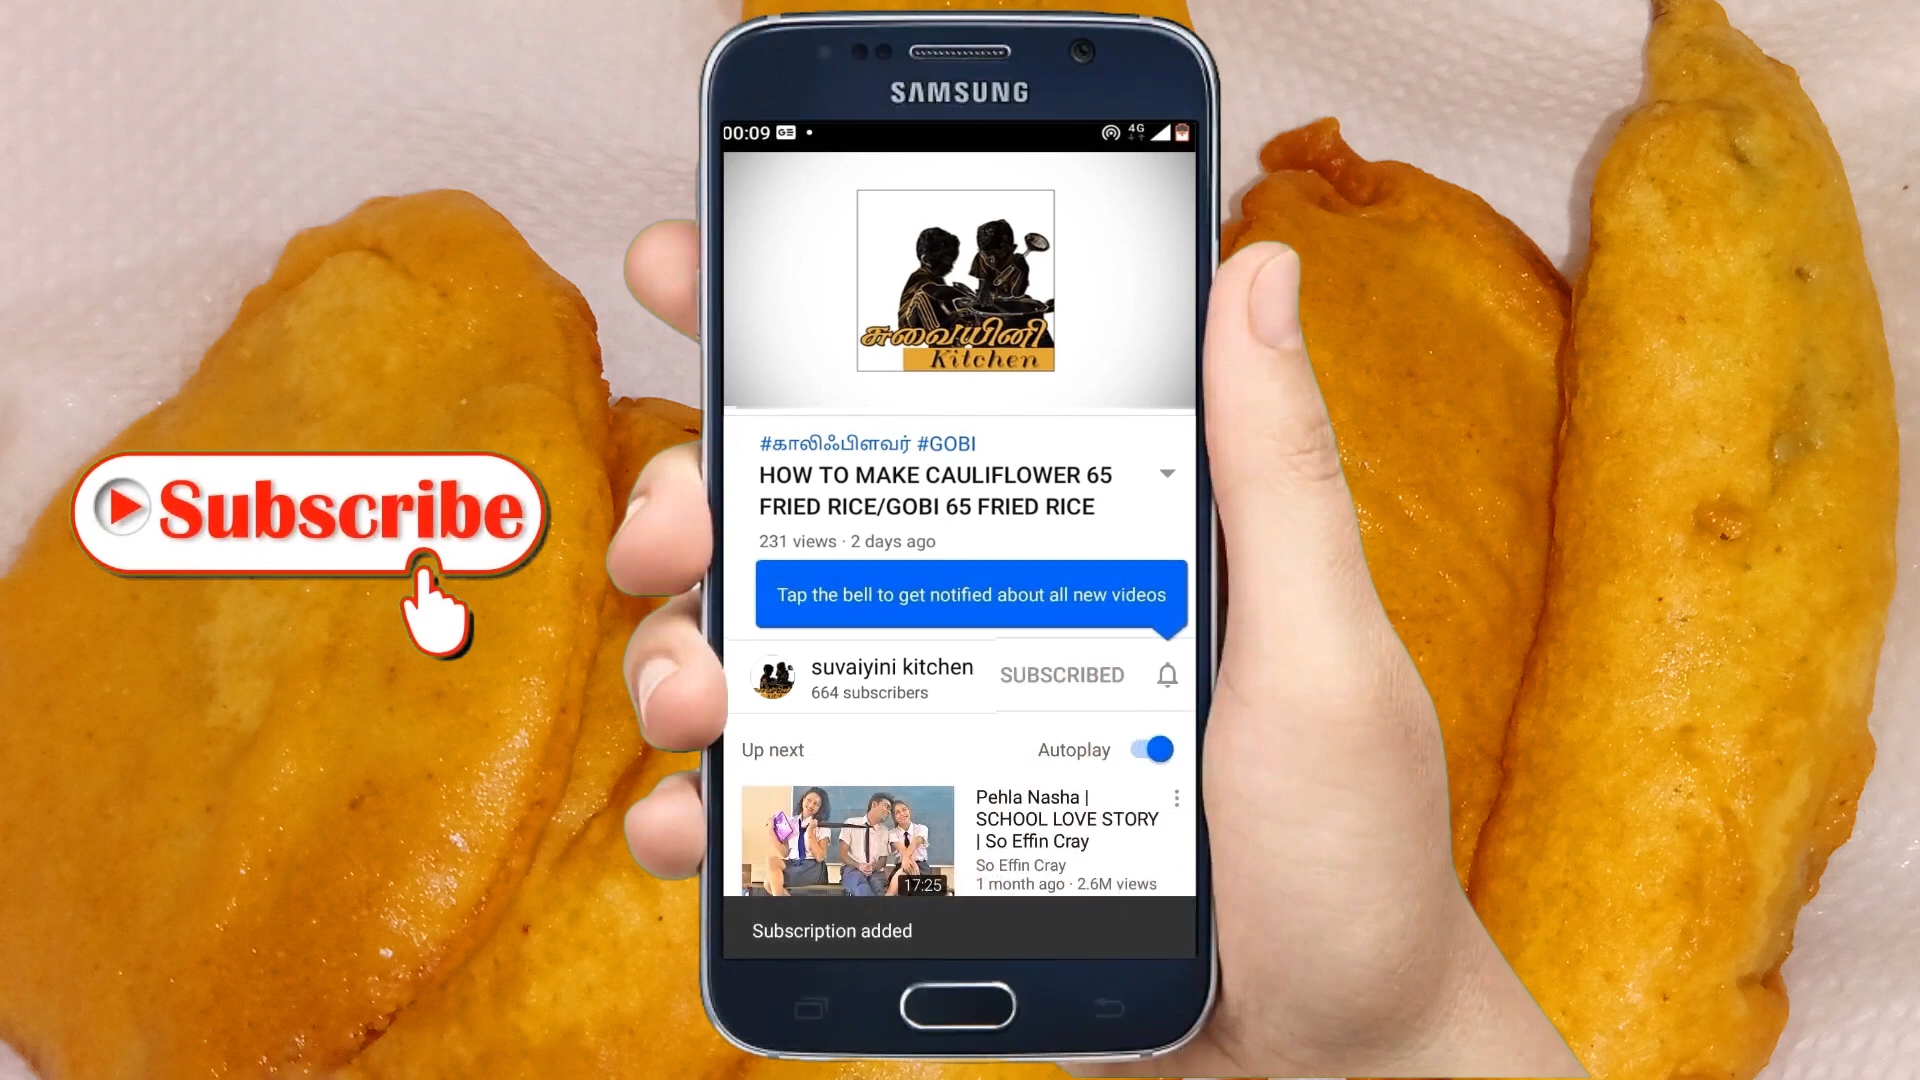 SAMSUNG
00:09
4G
சுவையினி
Kitchen
#காலிஃபிளவர் #GOBI
HOW TO MAKE CAULIFLOWER 65
FRIED RICE/GOBI 65 FRIED RICE
231 views · 2 days ago
Tap the bell to get notified about all new videos
suvaiyini kitchen
664 subscribers
SUBSCRIBED
Up next
Autoplay
Pehla Nasha |
SCHOOL LOVE STORY
| So Effin Cray
So Effin Cray
1 month ago · 2.6M views
17:25
Subscription added
Subscribe